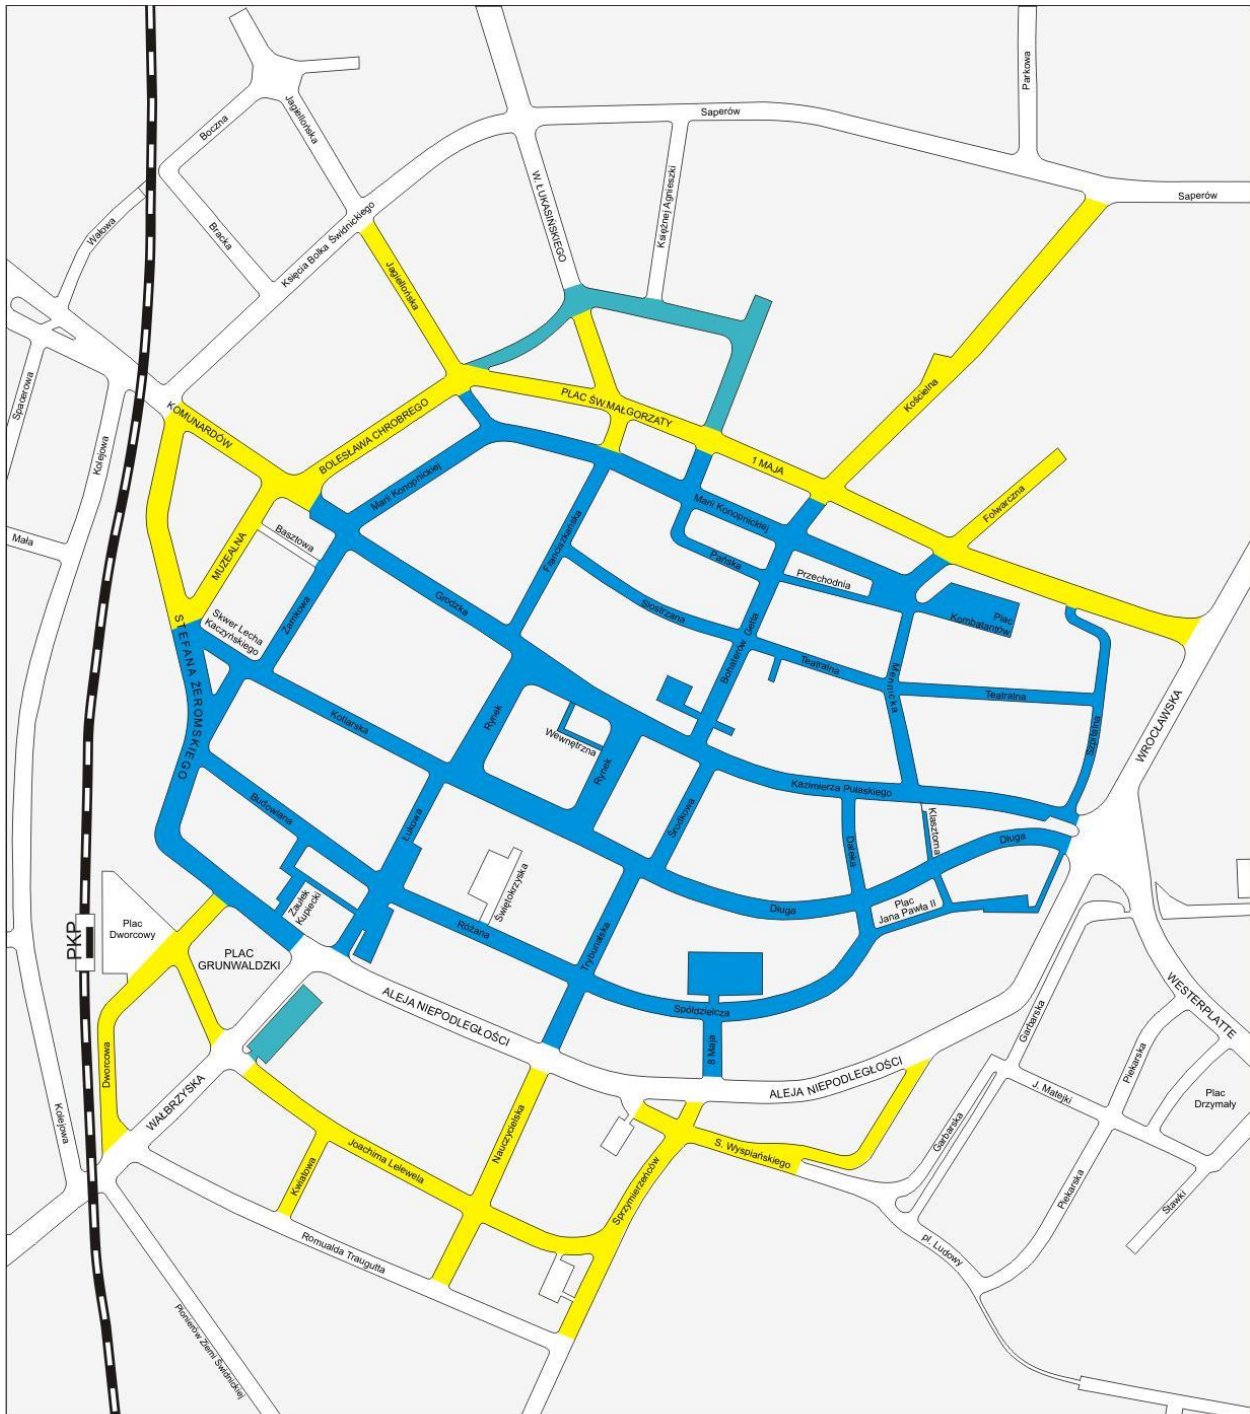 Parkowa
Saperów
Saperów
Jagiellońska
Boczna
Bracka
Wałowa
Księcia Bolka Świdnickiego
W. ŁUKASIŃSKIEGO
Księżnej Agnieszki
Jagiellońska
Spacerowa
Kolejowa
Mała
KOMUNARDÓW
BOLESŁAWA CHROBREGO
PLAC ŚW.MAŁGORZATY
1 MAJA
Kościelna
Folwarczna
Marii Konopnickiej
Marii Konopnickiej
Basztowa
MUZEALNA
Franciszkańska
Pańska
Przechodnia
Plac
Kombatantów
Skwer Lecha
Kaczyńskiego
Zamkowa
Grodzka
Siostrzana
Bohaterów Getta
Teatralna
Mennicka
Teatralna
Szpitalna
STEFANA ŻEROMSKIEGO
Kotlarska
Rynek
Wewnętrzna
Rynek
WROCŁAWSKA
Budowlana
Łukowa
Środkowa
Kazimierza Pułaskiego
Daleka
Klasztorna
Długa
Zaułek
Kupiecki
Świętokrzyska
Długa
Plac
Jana Pawła II
Różana
Trybunalska
Plac
Dworcowy
PKP
PLAC
GRUNWALDZKI
ALEJA NIEPODLEGŁOŚCI
Spółdzielcza
8 Maja
ALEJA NIEPODLEGŁOŚCI
Garbarska
WESTERPLATTE
Dworcowa
WAŁBRZYSKA
Kolejowa
Piekarska
J. Matejki
Plac
Drzymały
Garbarska
Nauczycielska
Joachima Lelewela
Kwiatowa
S. Wyspiańskiego
Sprzymierzeńców
Piekarska
Stawki
Romualda Traugutta
pl. Ludowy
Pionierów Ziemi Świdnickiej